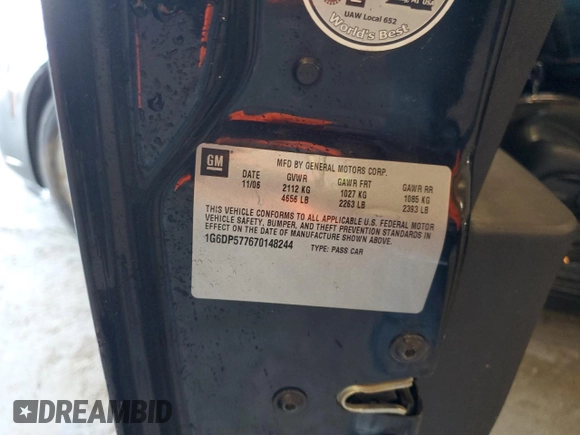 UAW Local 652
World's Best
GM
MFD BY GENERAL MOTORS CORP.
DATE GVWR GAWR FRT GAWR RR
11/06 2112 KG 1027 KG 1085 KG
4656 LB 2263 LB 2393 LB
THIS VEHICLE CONFORMS TO ALL APPLICABLE U.S. FEDERAL MOTOR
VEHICLE SAFETY, BUMPER, AND THEFT PREVENTION STANDARDS IN
EFFECT ON THE DATE OF MANUFACTURE SHOWN ABOVE.
1G6DP577670148244 TYPE: PASS CAR
DREAMBID